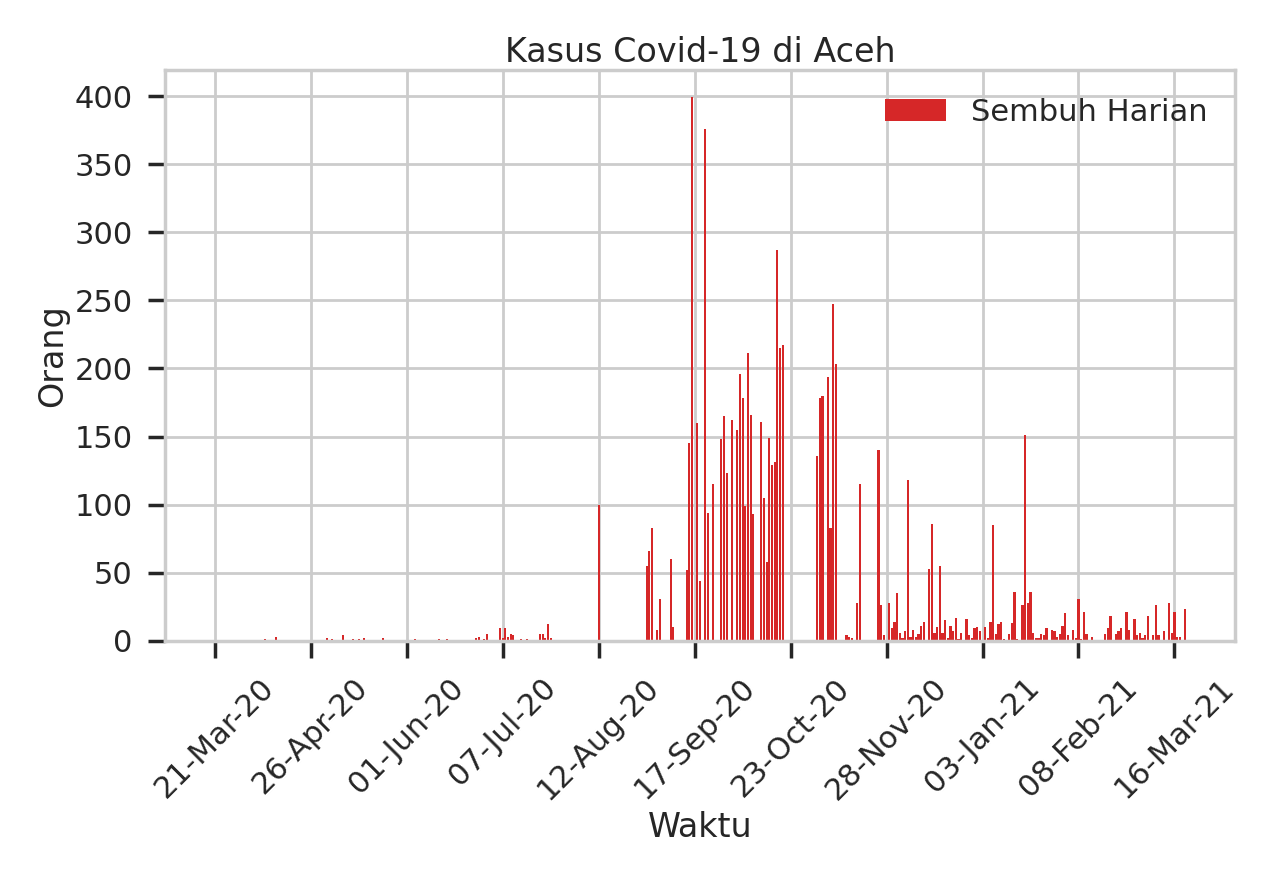 Kasus Covid-19 di Aceh
Sembuh Harian
Orang
400
350
300
250
200
150
100
50
0
21-Mar-20
26-Apr-20
01-Jun-20
07-Jul-20
12-Aug-20
17-Sep-20
23-Oct-20
28-Nov-20
03-Jan-21
08-Feb-21
16-Mar-21
Waktu